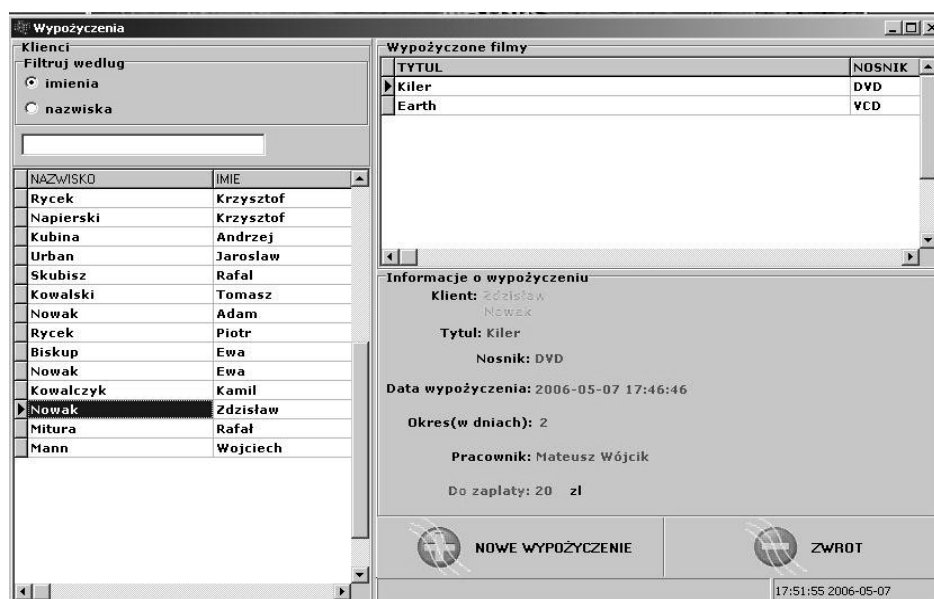 Wypożyczenia
Klienci
Filtruj wedlug
imienia
nazwiska
NAZWISKO IMIE
Rycek Krzysztof
Napierski Krzysztof
Kubina Andrzej
Urban Jaroslaw
Skubisz Rafal
Kowalski Tomasz
Nowak Adam
Rycek Piotr
Biskup Ewa
Nowak Ewa
Kowalczyk Kamil
Nowak Zdzisław
Mitura Rafał
Mann Wojciech
Wypożyczone filmy
TYTUL NOSNIK
Kiler DVD
Earth VCD
Informacje o wypożyczeniu
Klient: Zdzisław
Nowak
Tytul: Kiler
Nosnik: DVD
Data wypożyczenia: 2006-05-07 17:46:46
Okres(w dniach): 2
Pracownik: Mateusz Wójcik
Do zaplaty: 20 zl
NOWE WYPOŻYCZENIE
ZWROT
17:51:55 2006-05-07